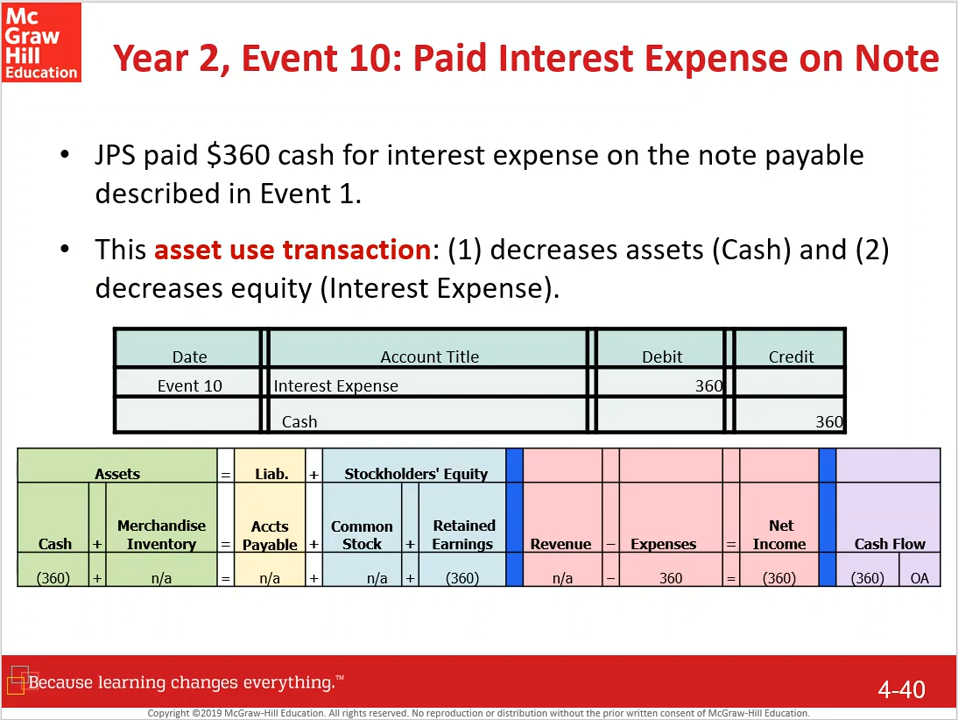 Mc
Graw
Hill
Education
Year 2, Event 10: Paid Interest Expense on Note
• JPS paid $360 cash for interest expense on the note payable
described in Event 1.
• This asset use transaction: (1) decreases assets (Cash) and (2)
decreases equity (Interest Expense).
Date Account Title Debit Credit
Event 10 Interest Expense 360
Cash 360
Assets = Liab. + Stockholders' Equity
Merchandise Accts Common Retained Net
Cash + Inventory = Payable + Stock + Earnings Revenue – Expenses = Income Cash Flow
(360) + n/a = n/a + n/a + (360) n/a – 360 = (360) (360) OA
Because learning changes everything.™
4-40
Copyright ©2019 McGraw-Hill Education. All rights reserved. No reproduction or distribution without the prior written consent of McGraw-Hill Education.